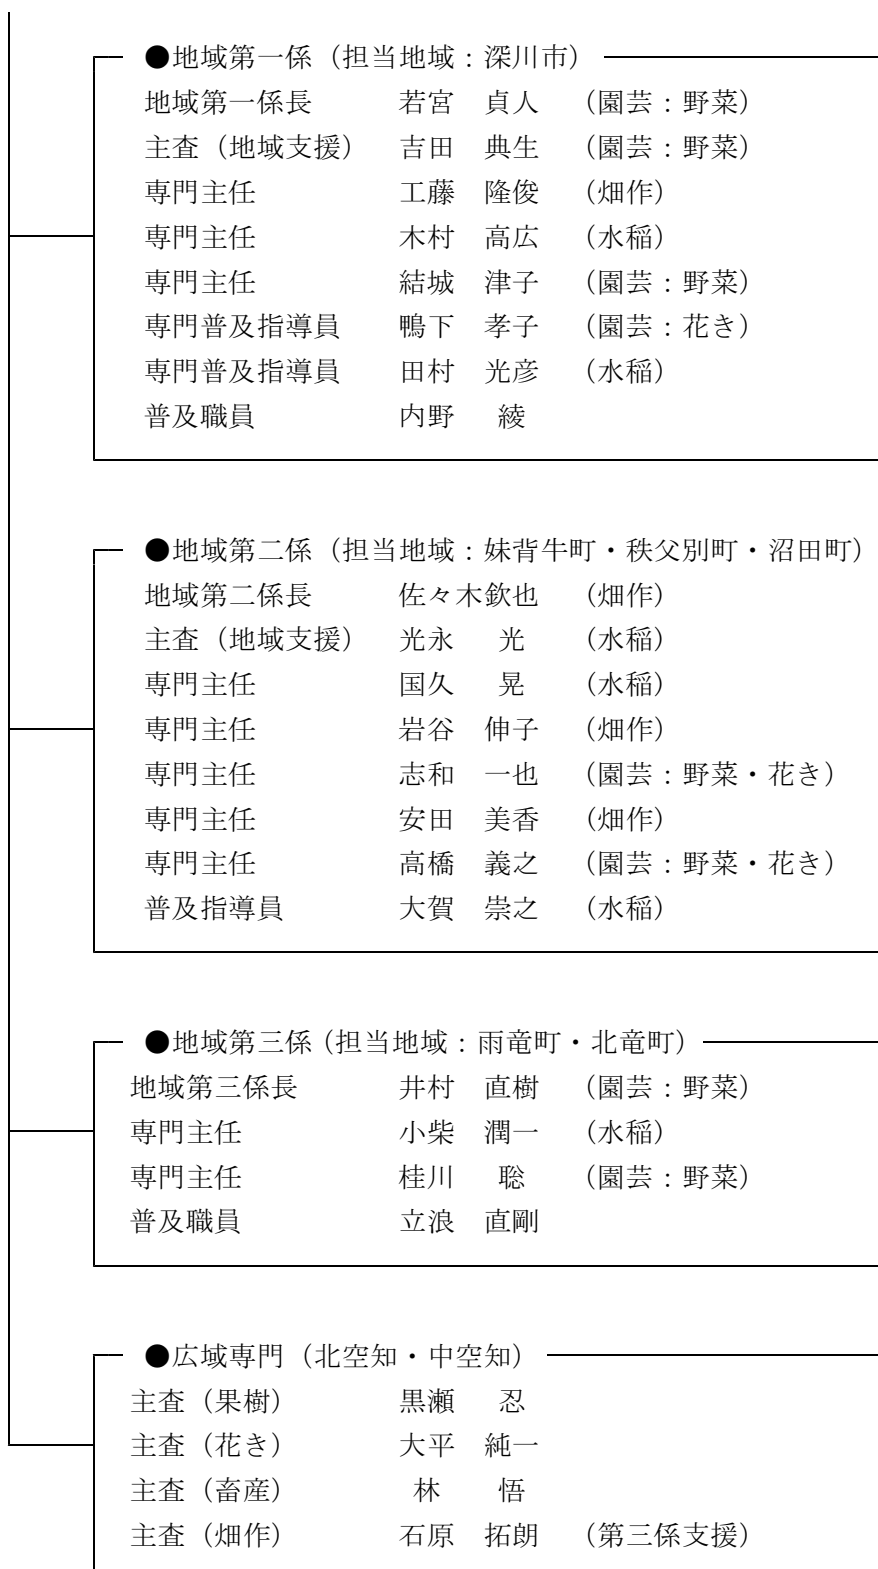 ●地域第一係（担当地域：深川市）
地域第一係長 若宮 貞人 （園芸：野菜）
主査（地域支援） 吉田 典生 （園芸：野菜）
専門主任 工藤 隆俊 （畑作）
専門主任 木村 高広 （水稲）
専門主任 結城 津子 （園芸：野菜）
専門普及指導員 鴨下 孝子 （園芸：花き）
専門普及指導員 田村 光彦 （水稲）
普及職員 内野 綾
●地域第二係（担当地域：妹背牛町・秩父別町・沼田町）
地域第二係長 佐々木欽也 （畑作）
主査（地域支援） 光永 光 （水稲）
専門主任 国久 晃 （水稲）
専門主任 岩谷 伸子 （畑作）
専門主任 志和 一也 （園芸：野菜・花き）
専門主任 安田 美香 （畑作）
専門主任 高橋 義之 （園芸：野菜・花き）
普及指導員 大賀 崇之 （水稲）
●地域第三係（担当地域：雨竜町・北竜町）
地域第三係長 井村 直樹 （園芸：野菜）
専門主任 小柴 潤一 （水稲）
専門主任 桂川 聡 （園芸：野菜）
普及職員 立浪 直剛
●広域専門（北空知・中空知）
主査（果樹） 黒瀬 忍
主査（花き） 大平 純一
主査（畜産） 林 悟
主査（畑作） 石原 拓朗 （第三係支援）